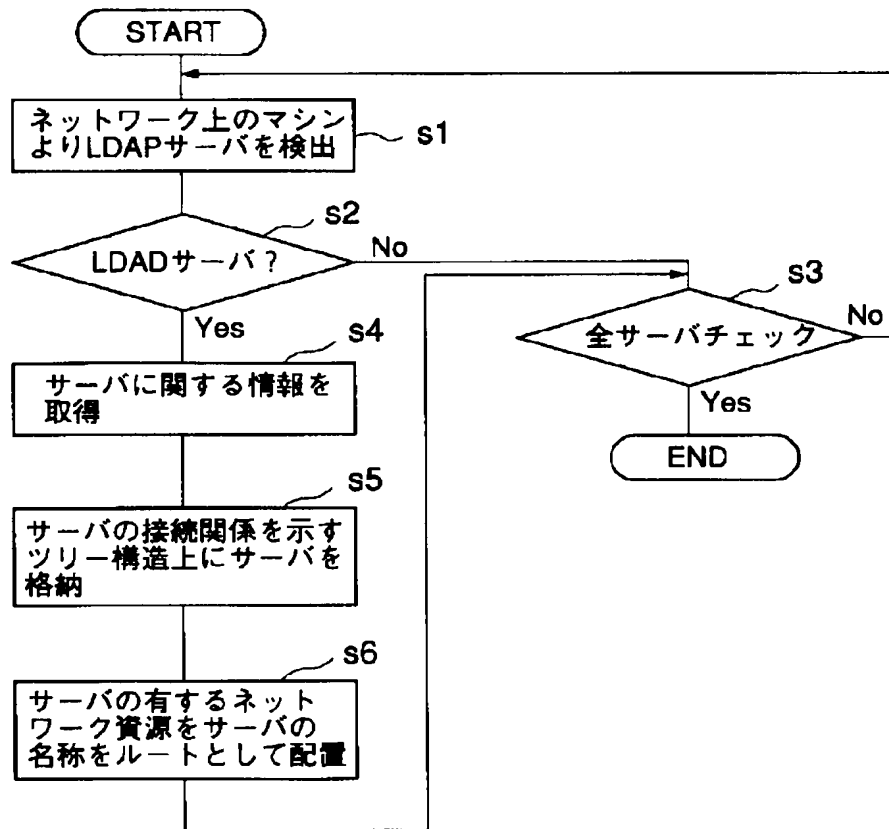 START
ネットワーク上のマシン
よりLDAPサーバを検出
s1
s2
LDADサーバ？
No
Yes
s3
全サーバチェック
No
Yes
END
s4
サーバに関する情報を
取得
s5
サーバの接続関係を示す
ツリー構造上にサーバを
格納
s6
サーバの有するネット
ワーク資源をサーバの
名称をルートとして配置